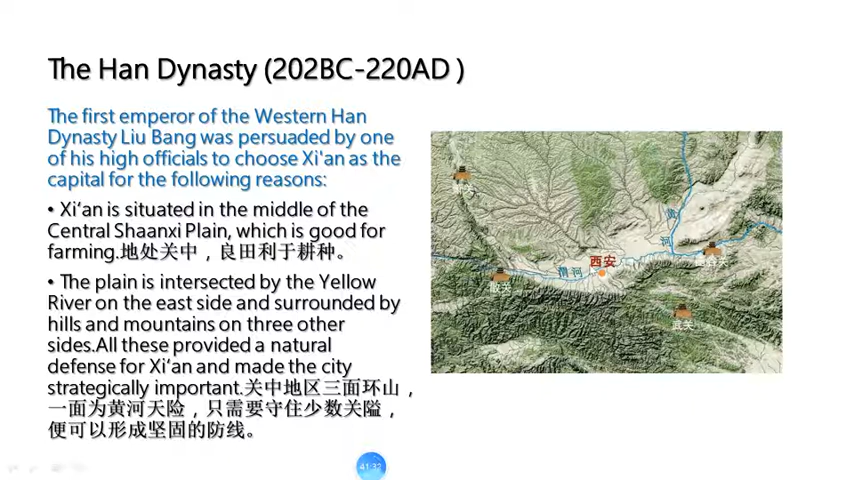 The Han Dynasty (202BC-220AD )
The first emperor of the Western Han
Dynasty Liu Bang was persuaded by one
of his high officials to choose Xi'an as the
capital for the following reasons:
• Xi'an is situated in the middle of the
Central Shaanxi Plain, which is good for
farming.地处关中，良田利于耕种。
• The plain is intersected by the Yellow
River on the east side and surrounded by
hills and mountains on three other
sides.All these provided a natural
defense for Xi'an and made the city
strategically important.关中地区三面环山，
一面为黄河天险，只需要守住少数关隘，
便可以形成坚固的防线。
黄
河
西安
渭河
散关
武关
41:32